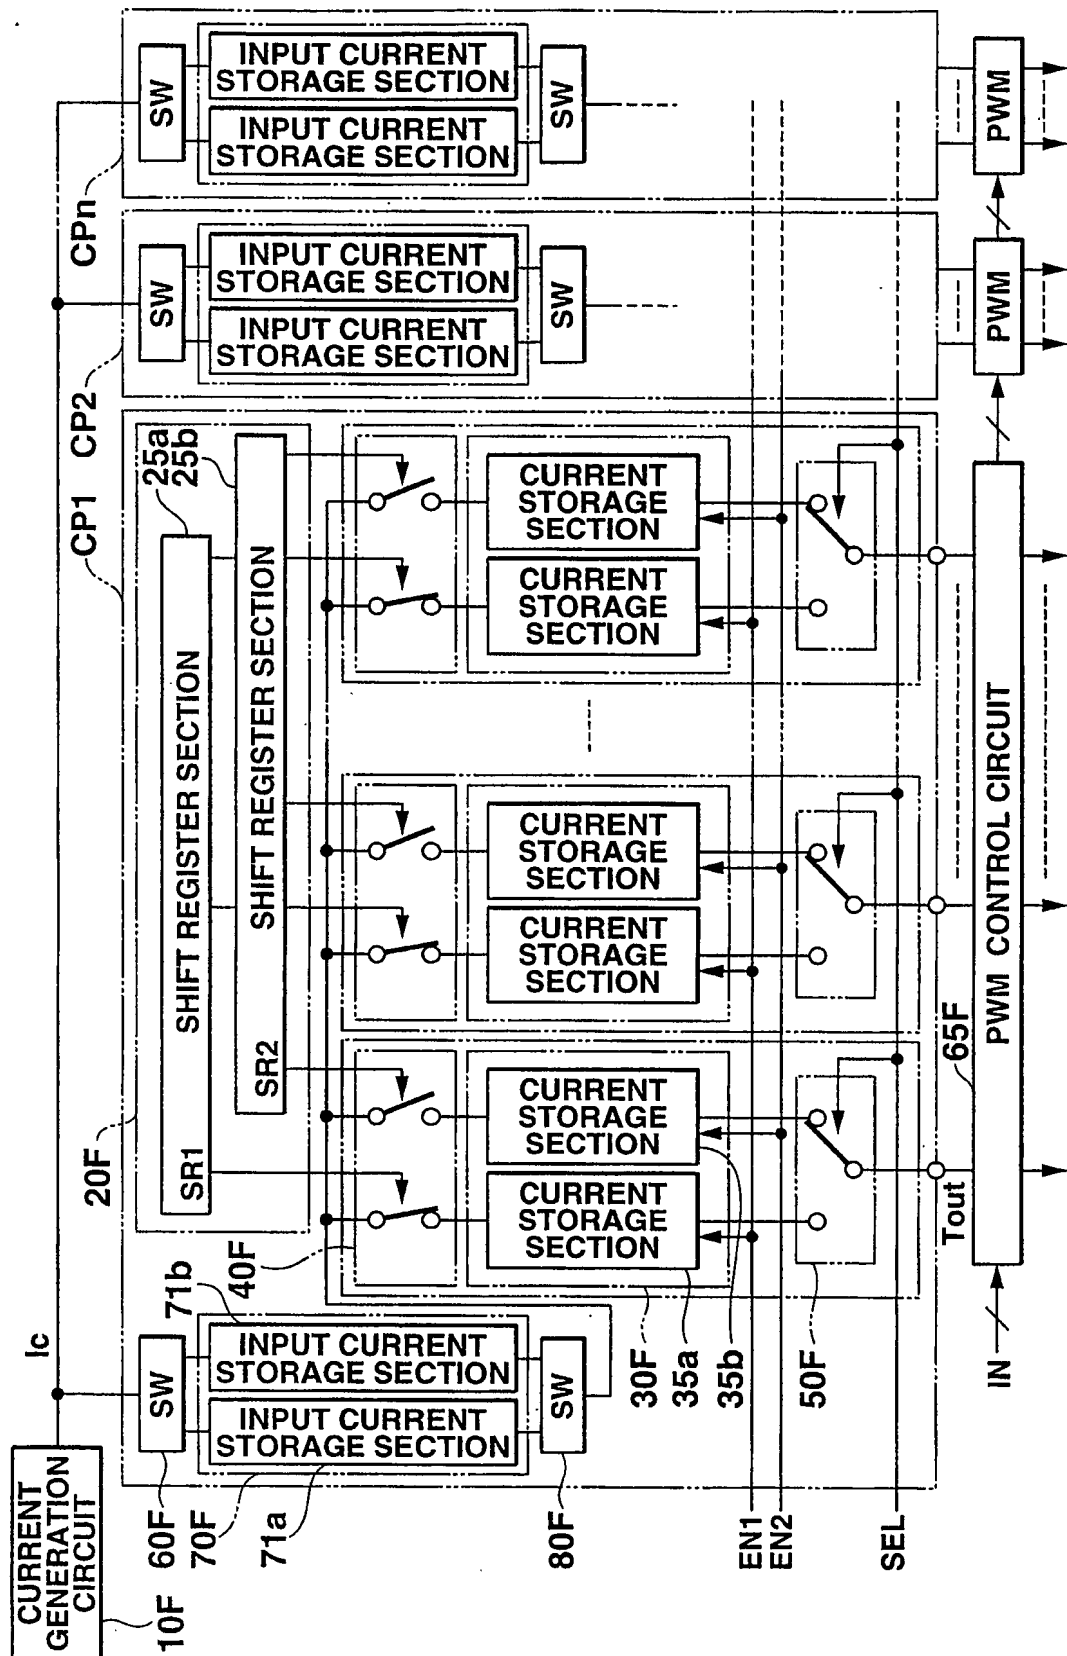 CURRENT
GENERATION
CIRCUIT
10F
Ic
CP1
CP2
CPn
60F
SW
70F
INPUT CURRENT
STORAGE SECTION
71a
INPUT CURRENT
STORAGE SECTION
71b
80F
SW
20F
SR1
SHIFT REGISTER SECTION
25a
SR2
SHIFT REGISTER SECTION
25b
40F
30F
35a
35b
50F
CURRENT
STORAGE
SECTION
CURRENT
STORAGE
SECTION
CURRENT
STORAGE
SECTION
CURRENT
STORAGE
SECTION
CURRENT
STORAGE
SECTION
CURRENT
STORAGE
SECTION
EN1
EN2
SEL
Tout
65F
IN
PWM CONTROL CIRCUIT
SW
INPUT CURRENT
STORAGE SECTION
INPUT CURRENT
STORAGE SECTION
SW
PWM
SW
INPUT CURRENT
STORAGE SECTION
INPUT CURRENT
STORAGE SECTION
SW
PWM